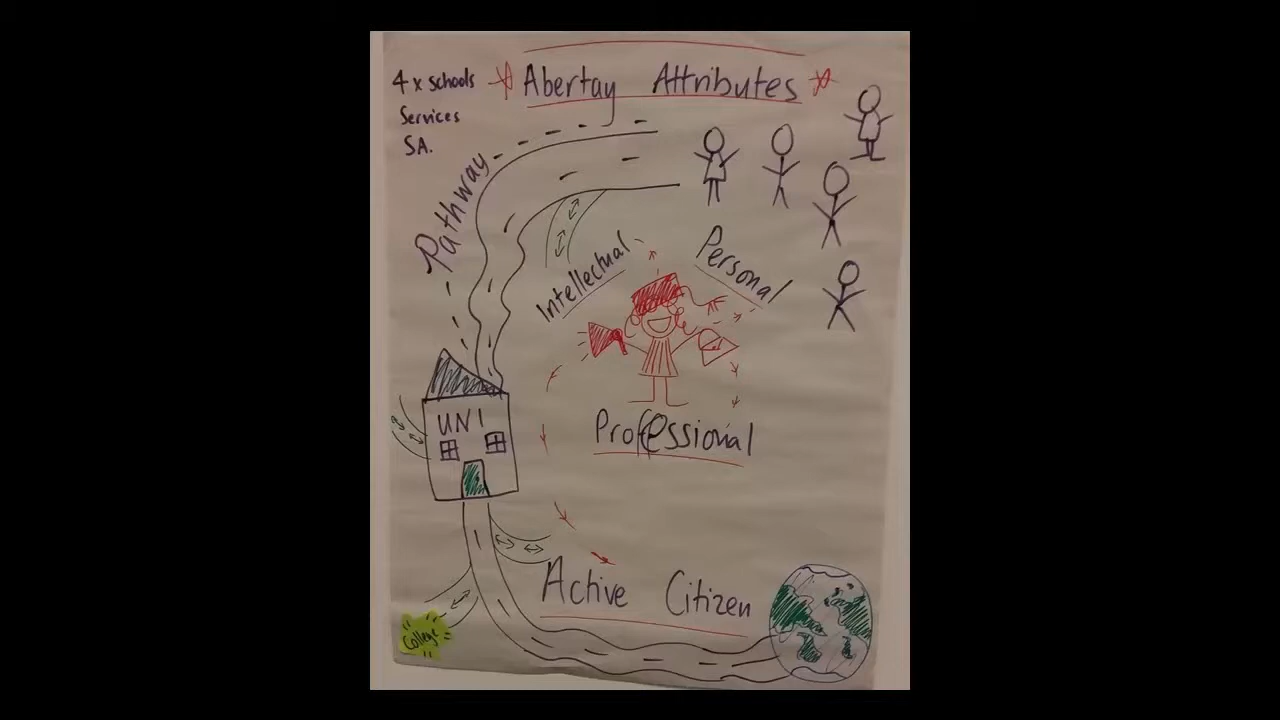 4 x schools
Services
SA.
Abertay Attributes
Pathway
Intellectual
Personal
Professional
UNI
Active Citizen
College